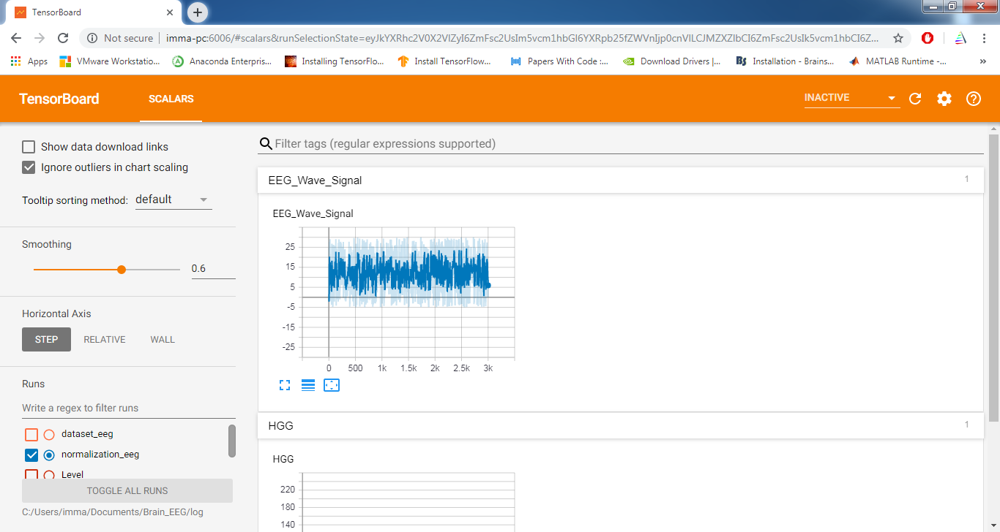 TensorBoard
Not secure imma-pc:6006/#scalars&runSelectionState=eyJkYXRhc2V0X2VlZyI6ZmFsc2UsIm5vcm1hbGl6YXRpb25fZWVnIjp0cnVlLCJMZXZlbCI6ZmFsc2UsIk5vcm1hbCI6Z...
Apps VMware Workstatio... Anaconda Enterpris... Installing TensorFlo... Install TensorFlow... Papers With Code :... Download Drivers |... Installation - Brains... MATLAB Runtime -... »
TensorBoard SCALARS INACTIVE
Show data download links
Ignore outliers in chart scaling
Tooltip sorting method: default
Smoothing
0.6
Horizontal Axis
STEP RELATIVE WALL
Runs
Write a regex to filter runs
dataset_eeg
normalization_eeg
Level
TOGGLE ALL RUNS
C:/Users/imma/Documents/Brain_EEG/log
Filter tags (regular expressions supported)
EEG_Wave_Signal 1
EEG_Wave_Signal
25
15
5
-5
-15
-25
0 500 1k 1.5k 2k 2.5k 3k
HGG 1
HGG
220
180
140